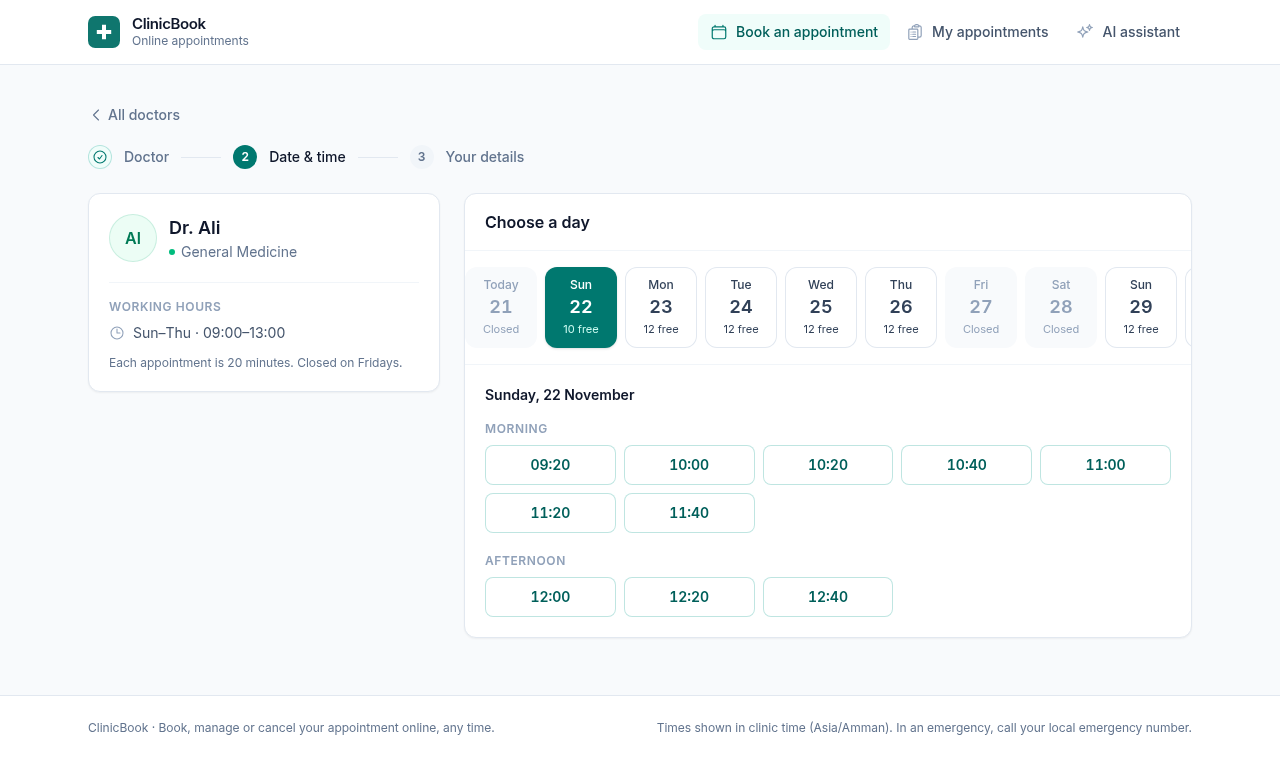 ClinicBook
Online appointments
Book an appointment
My appointments
AI assistant
All doctors
Doctor
2 Date & time
3 Your details
Al
Dr. Ali
General Medicine
WORKING HOURS
Sun–Thu · 09:00–13:00
Each appointment is 20 minutes. Closed on Fridays.
Choose a day
Today Sun Mon Tue Wed Thu Fri Sat Sun
21 22 23 24 25 26 27 28 29
Closed 10 free 12 free 12 free 12 free 12 free Closed Closed 12 free
Sunday, 22 November
MORNING
09:20 10:00 10:20 10:40 11:00
11:20 11:40
AFTERNOON
12:00 12:20 12:40
ClinicBook · Book, manage or cancel your appointment online, any time.
Times shown in clinic time (Asia/Amman). In an emergency, call your local emergency number.